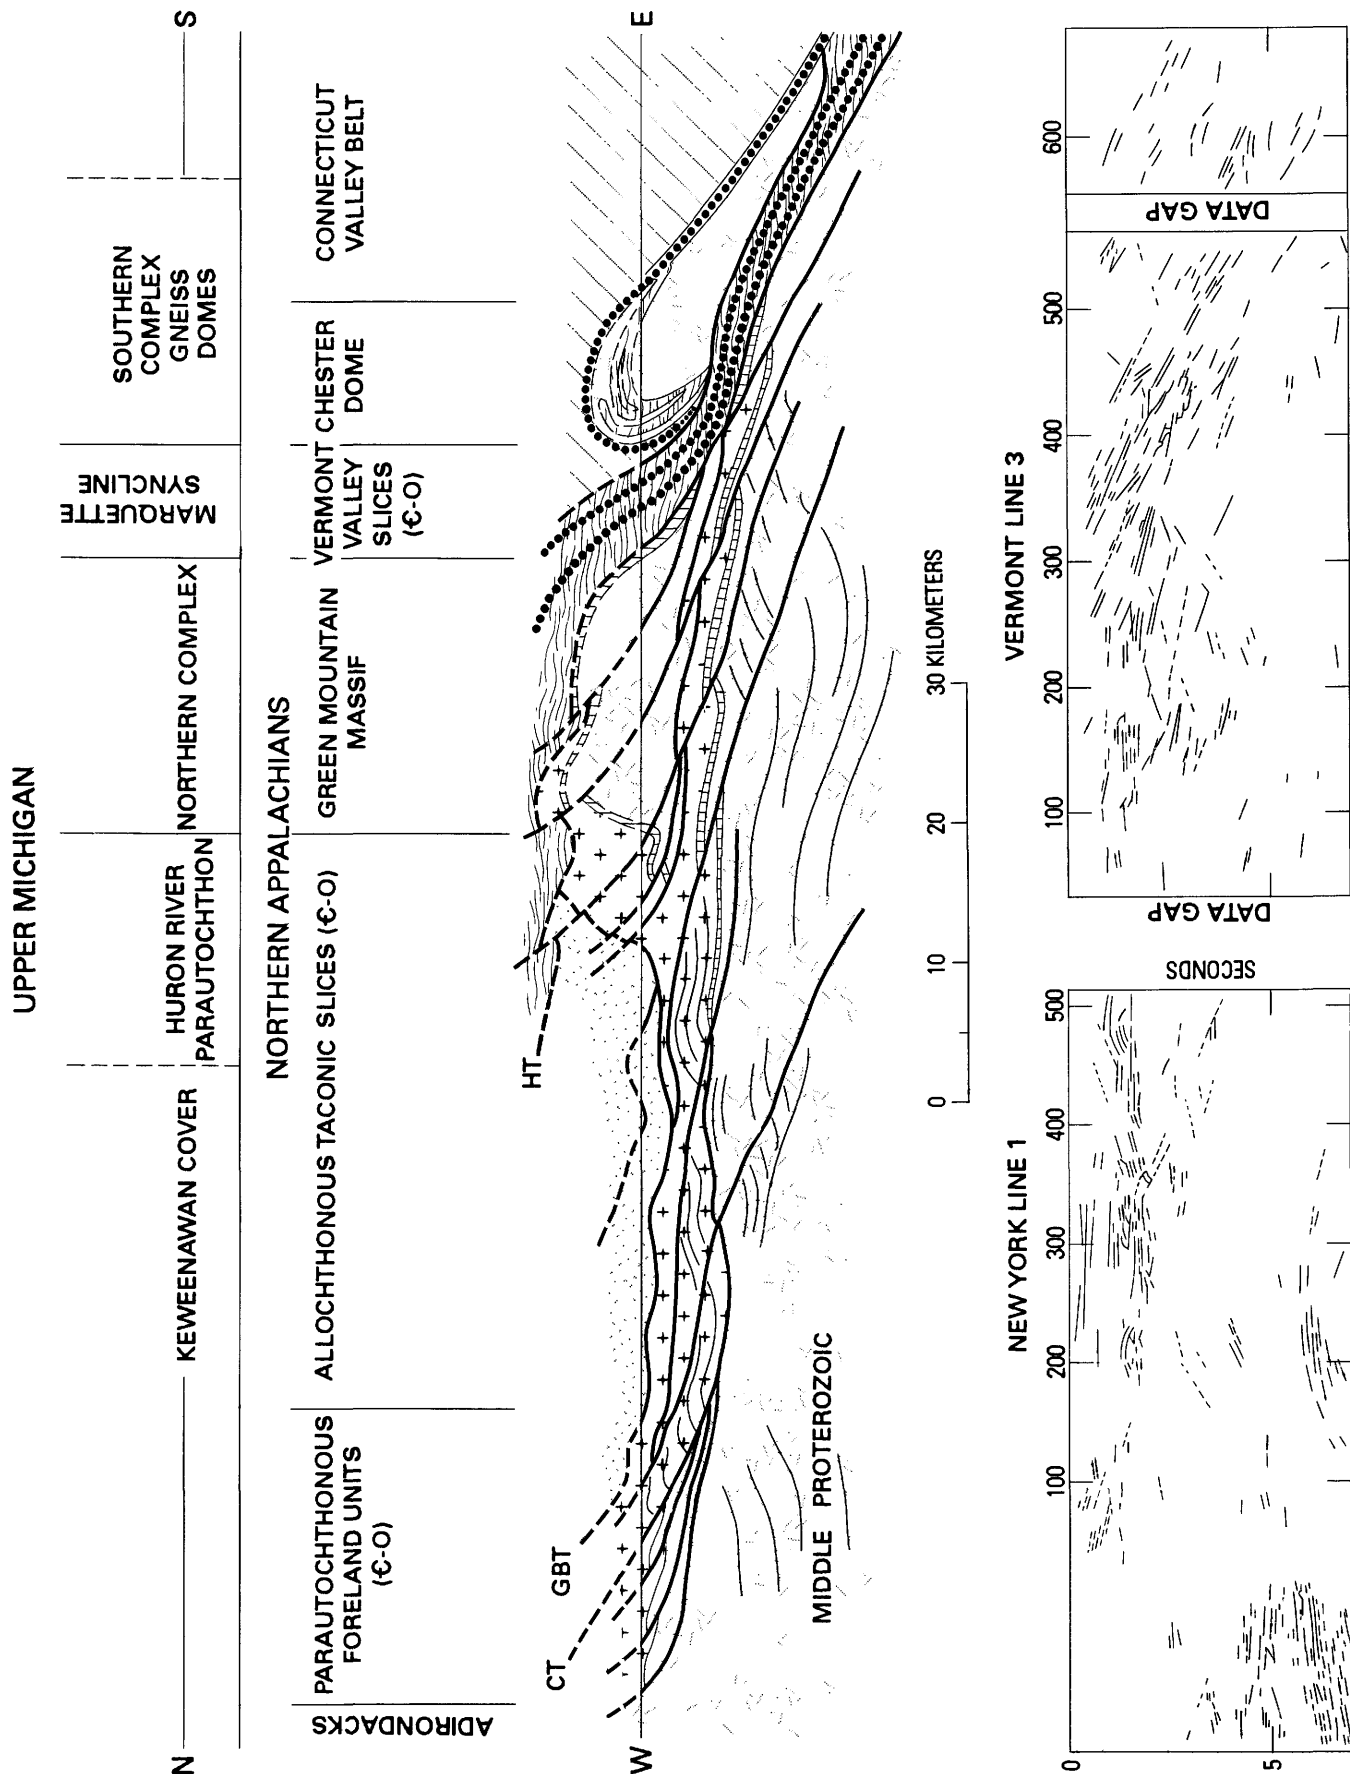 UPPER MICHIGAN
N
S
KEWEENAWAN COVER
HURON RIVER
PARAUTOCHTHON
NORTHERN COMPLEX
MARQUETTE
SYNCLINE
SOUTHERN
COMPLEX
GNEISS
DOMES
NORTHERN APPALACHIANS
ADIRONDACKS
PARAUTOCHTHONOUS
FORELAND UNITS
(Є-O)
ALLOCHTHONOUS TACONIC SLICES (Є-O)
GREEN MOUNTAIN
MASSIF
VERMONT
VALLEY
SLICES
(Є-O)
CHESTER
DOME
CONNECTICUT
VALLEY BELT
W
E
CT
GBT
HT
MIDDLE PROTEROZOIC
0
10
20
30 KILOMETERS
NEW YORK LINE 1
VERMONT LINE 3
0
5
100
200
300
400
500
SECONDS
DATA GAP
100
200
300
400
500
DATA GAP
600